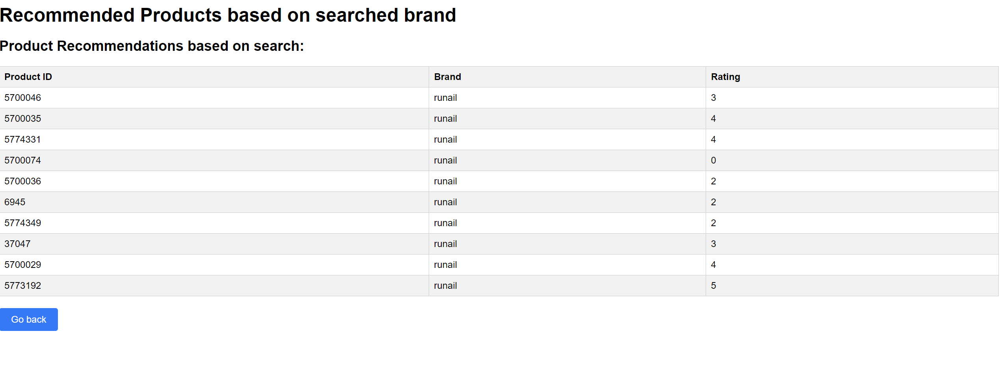 Recommended Products based on searched brand
Product Recommendations based on search:
Product ID Brand Rating
5700046 runail 3
5700035 runail 4
5774331 runail 4
5700074 runail 0
5700036 runail 2
6945 runail 2
5774349 runail 2
37047 runail 3
5700029 runail 4
5773192 runail 5
Go back